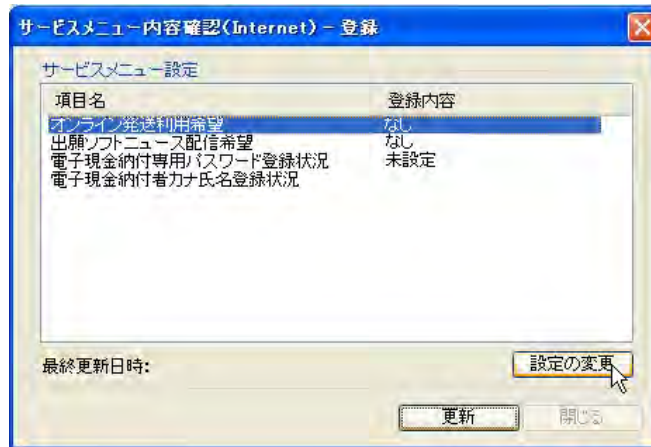 サービスメニュー内容確認(Internet) - 登録
サービスメニュー設定
項目名 登録内容
オンライン発送利用希望 なし
出願ソフトニュース配信希望 なし
電子現金納付専用パスワード登録状況 未設定
電子現金納付者カナ氏名登録状況
最終更新日時:
設定の変更
更新 閉じる